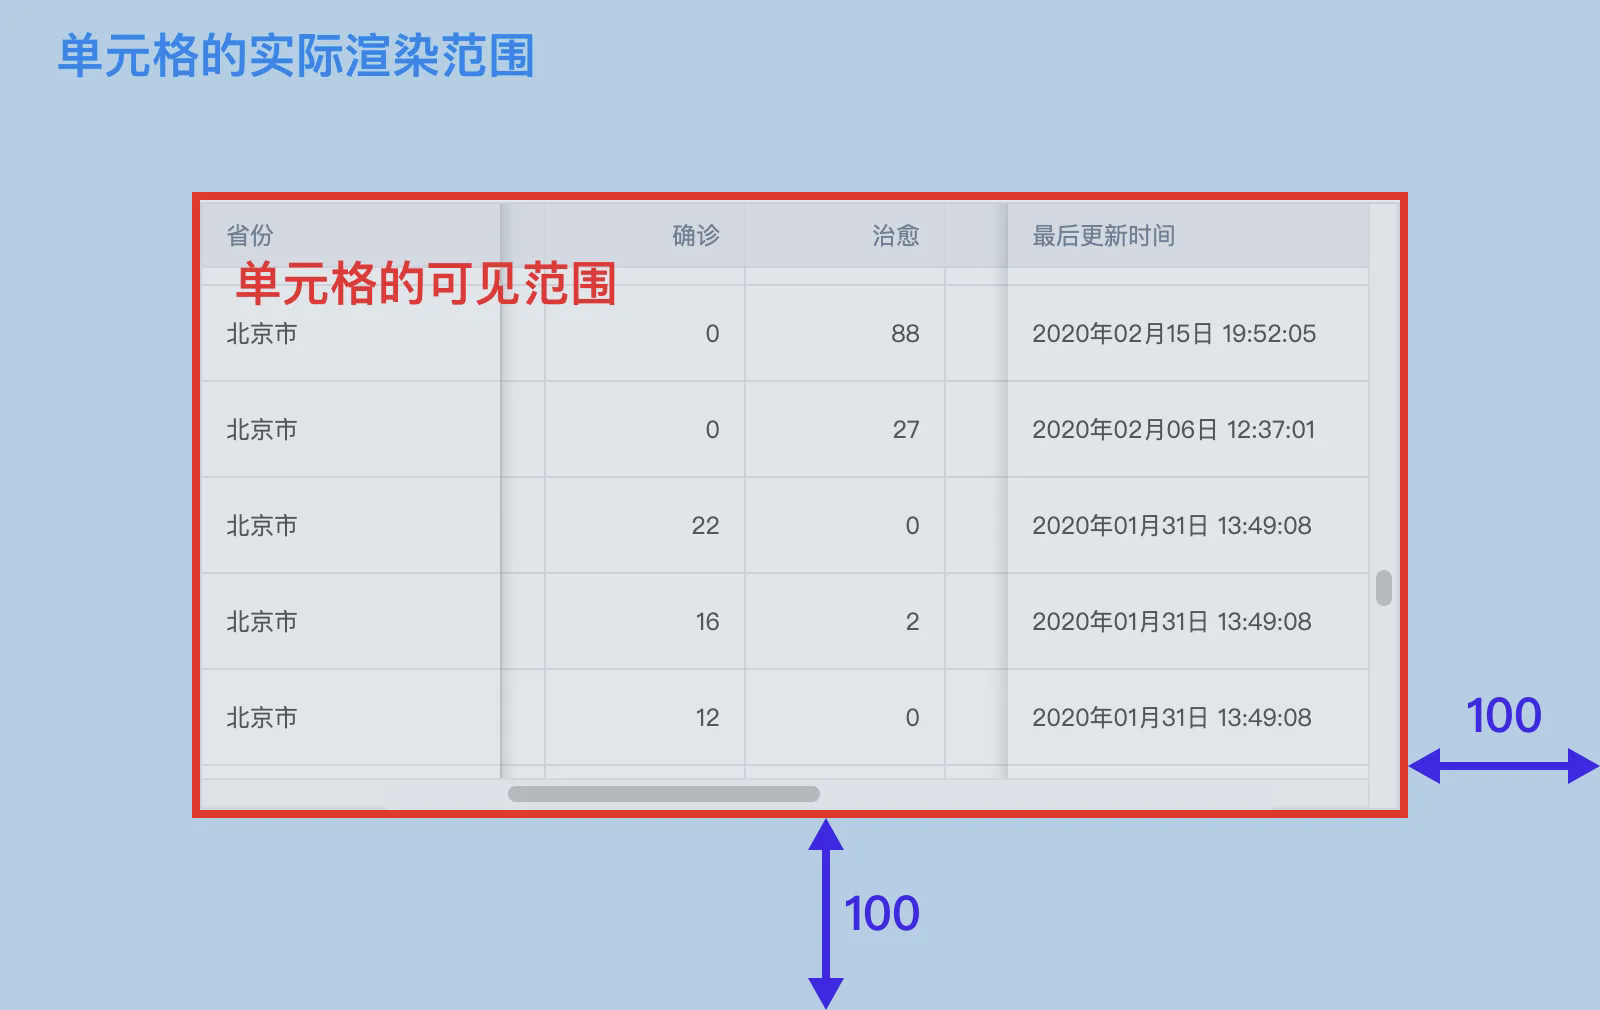 单元格的实际渲染范围
省份 确诊 治愈 最后更新时间
单元格的可见范围
北京市 0 88 2020年02月15日 19:52:05
北京市 0 27 2020年02月06日 12:37:01
北京市 22 0 2020年01月31日 13:49:08
北京市 16 2 2020年01月31日 13:49:08
北京市 12 0 2020年01月31日 13:49:08
100
100